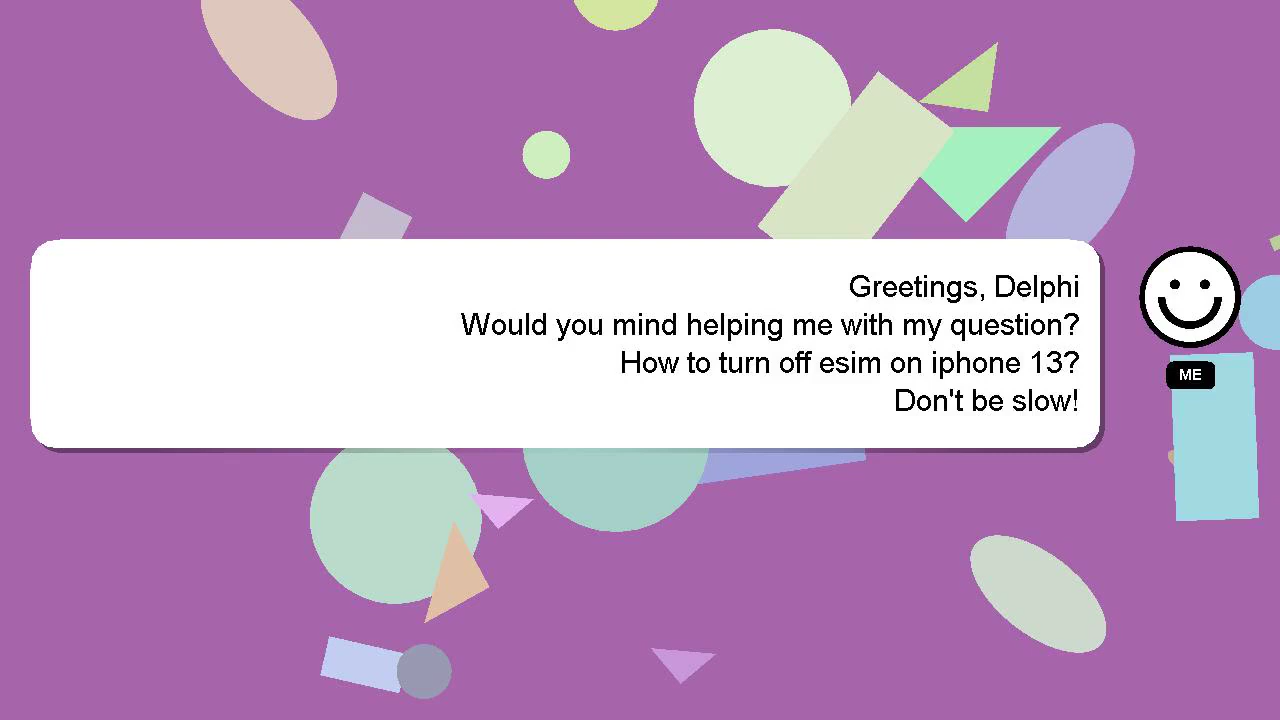 Greetings, Delphi
Would you mind helping me with my question?
How to turn off esim on iphone 13?
Don't be slow!
ME